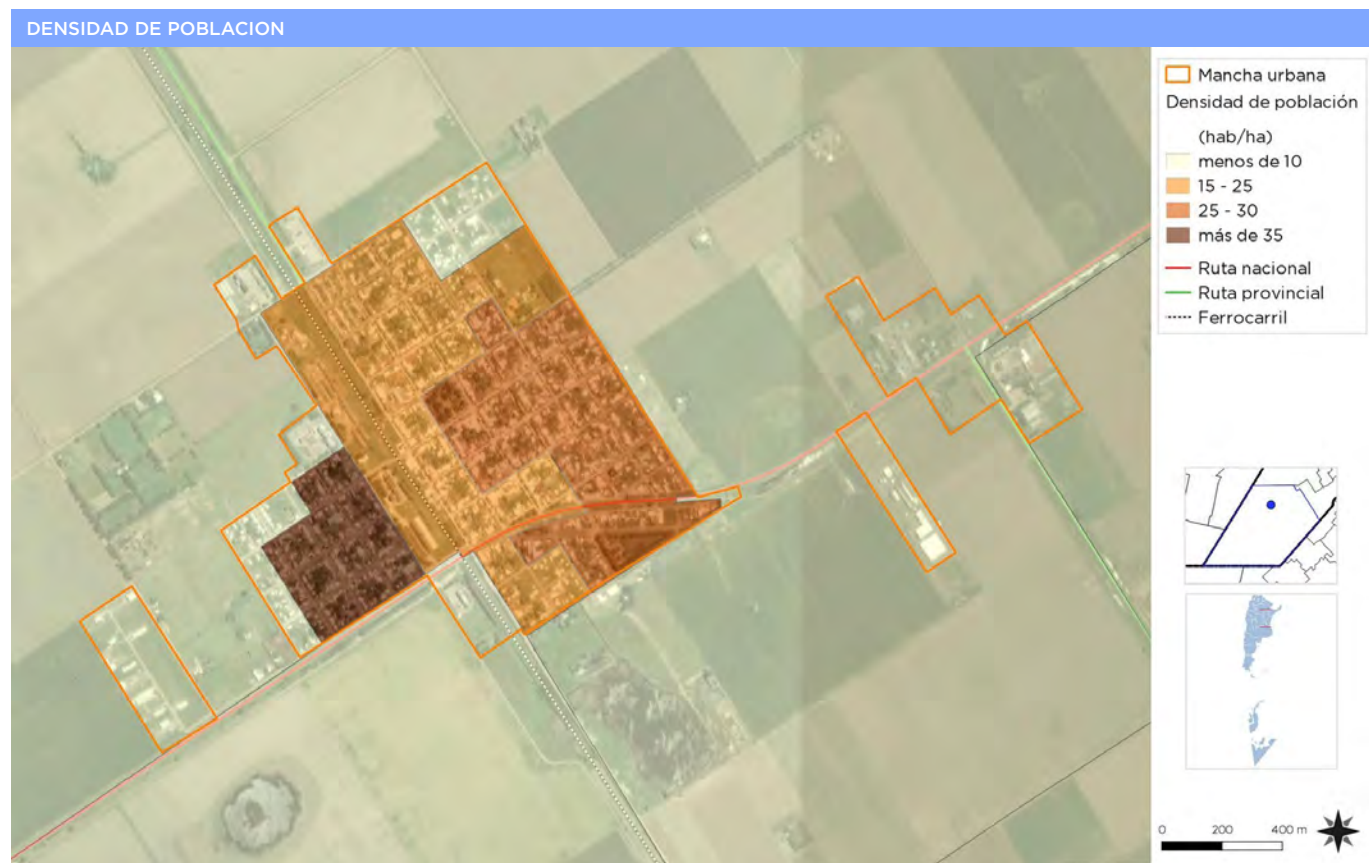 DENSIDAD DE POBLACION
Mancha urbana
Densidad de población
(hab/ha)
menos de 10
15 - 25
25 - 30
más de 35
Ruta nacional
Ruta provincial
Ferrocarril
0 200 400 m